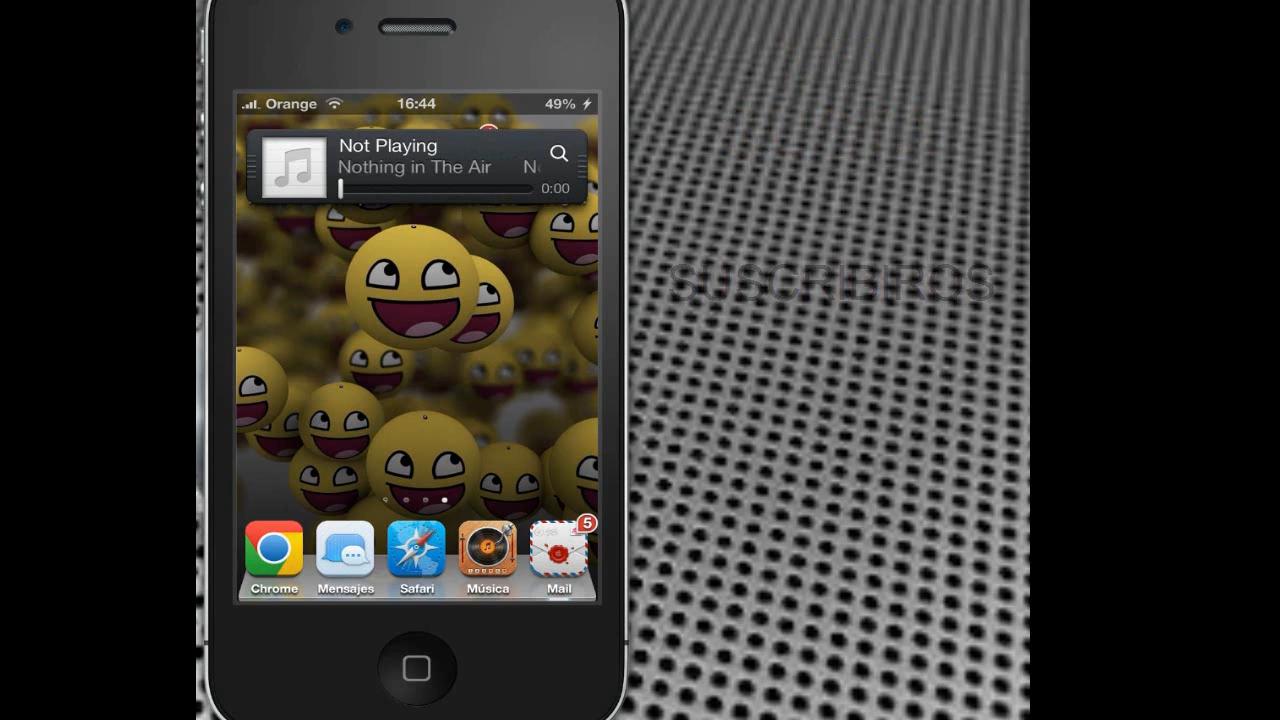 Orange 16:44 49%
Not Playing
Nothing in The Air
0:00
SUSCRIBIROS
5
Chrome Mensajes Safari Música Mail